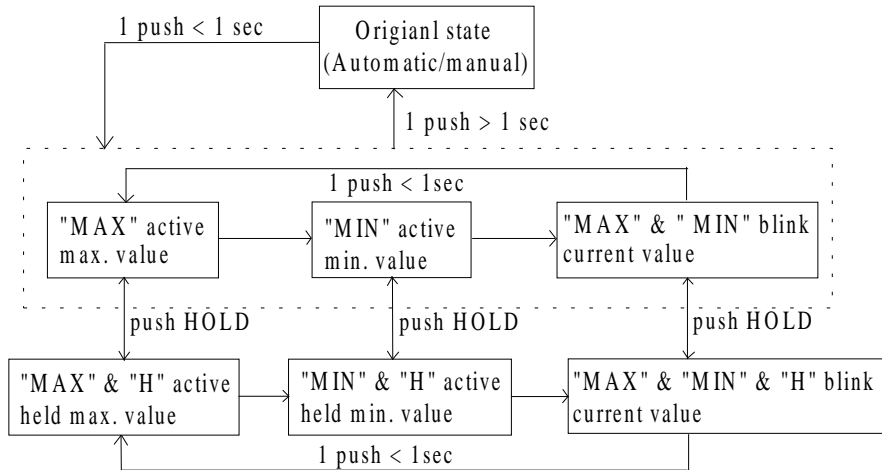 1 push < 1 sec
Origianl state
(Automatic/manual)
1 push > 1 sec
1 push < 1sec
"MAX" active
max. value
"MIN" active
min. value
"MAX" & " MIN" blink
current value
push HOLD
push HOLD
push HOLD
"MAX" & "H" active
held max. value
"MIN" & "H" active
held min. value
"MAX" & "MIN" & "H" blink
current value
1 push < 1sec